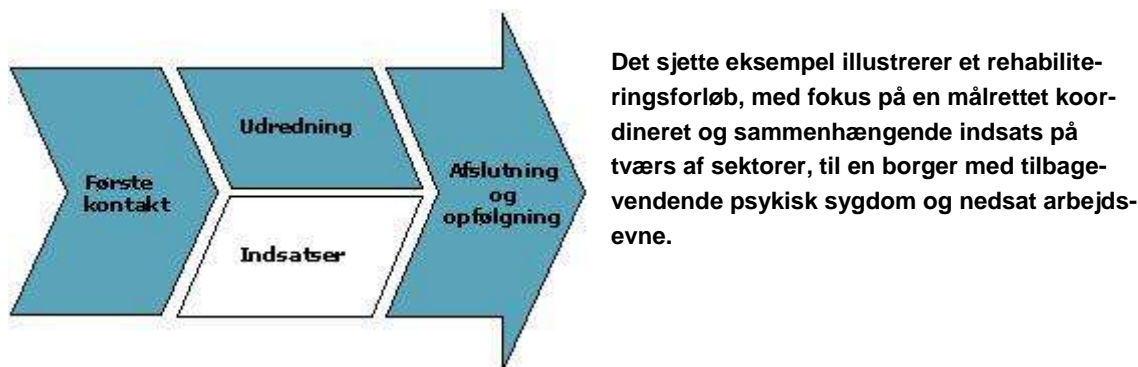 Første
kontakt
Udredning
Indsatser
Afslutning
og
opfølgning
Det sjette eksempel illustrerer et rehabilite-
ringsforløb, med fokus på en målrettet koor-
dineret og sammenhængende indsats på
tværs af sektorer, til en borger med tilbage-
vendende psykisk sygdom og nedsat arbejds-
evne.